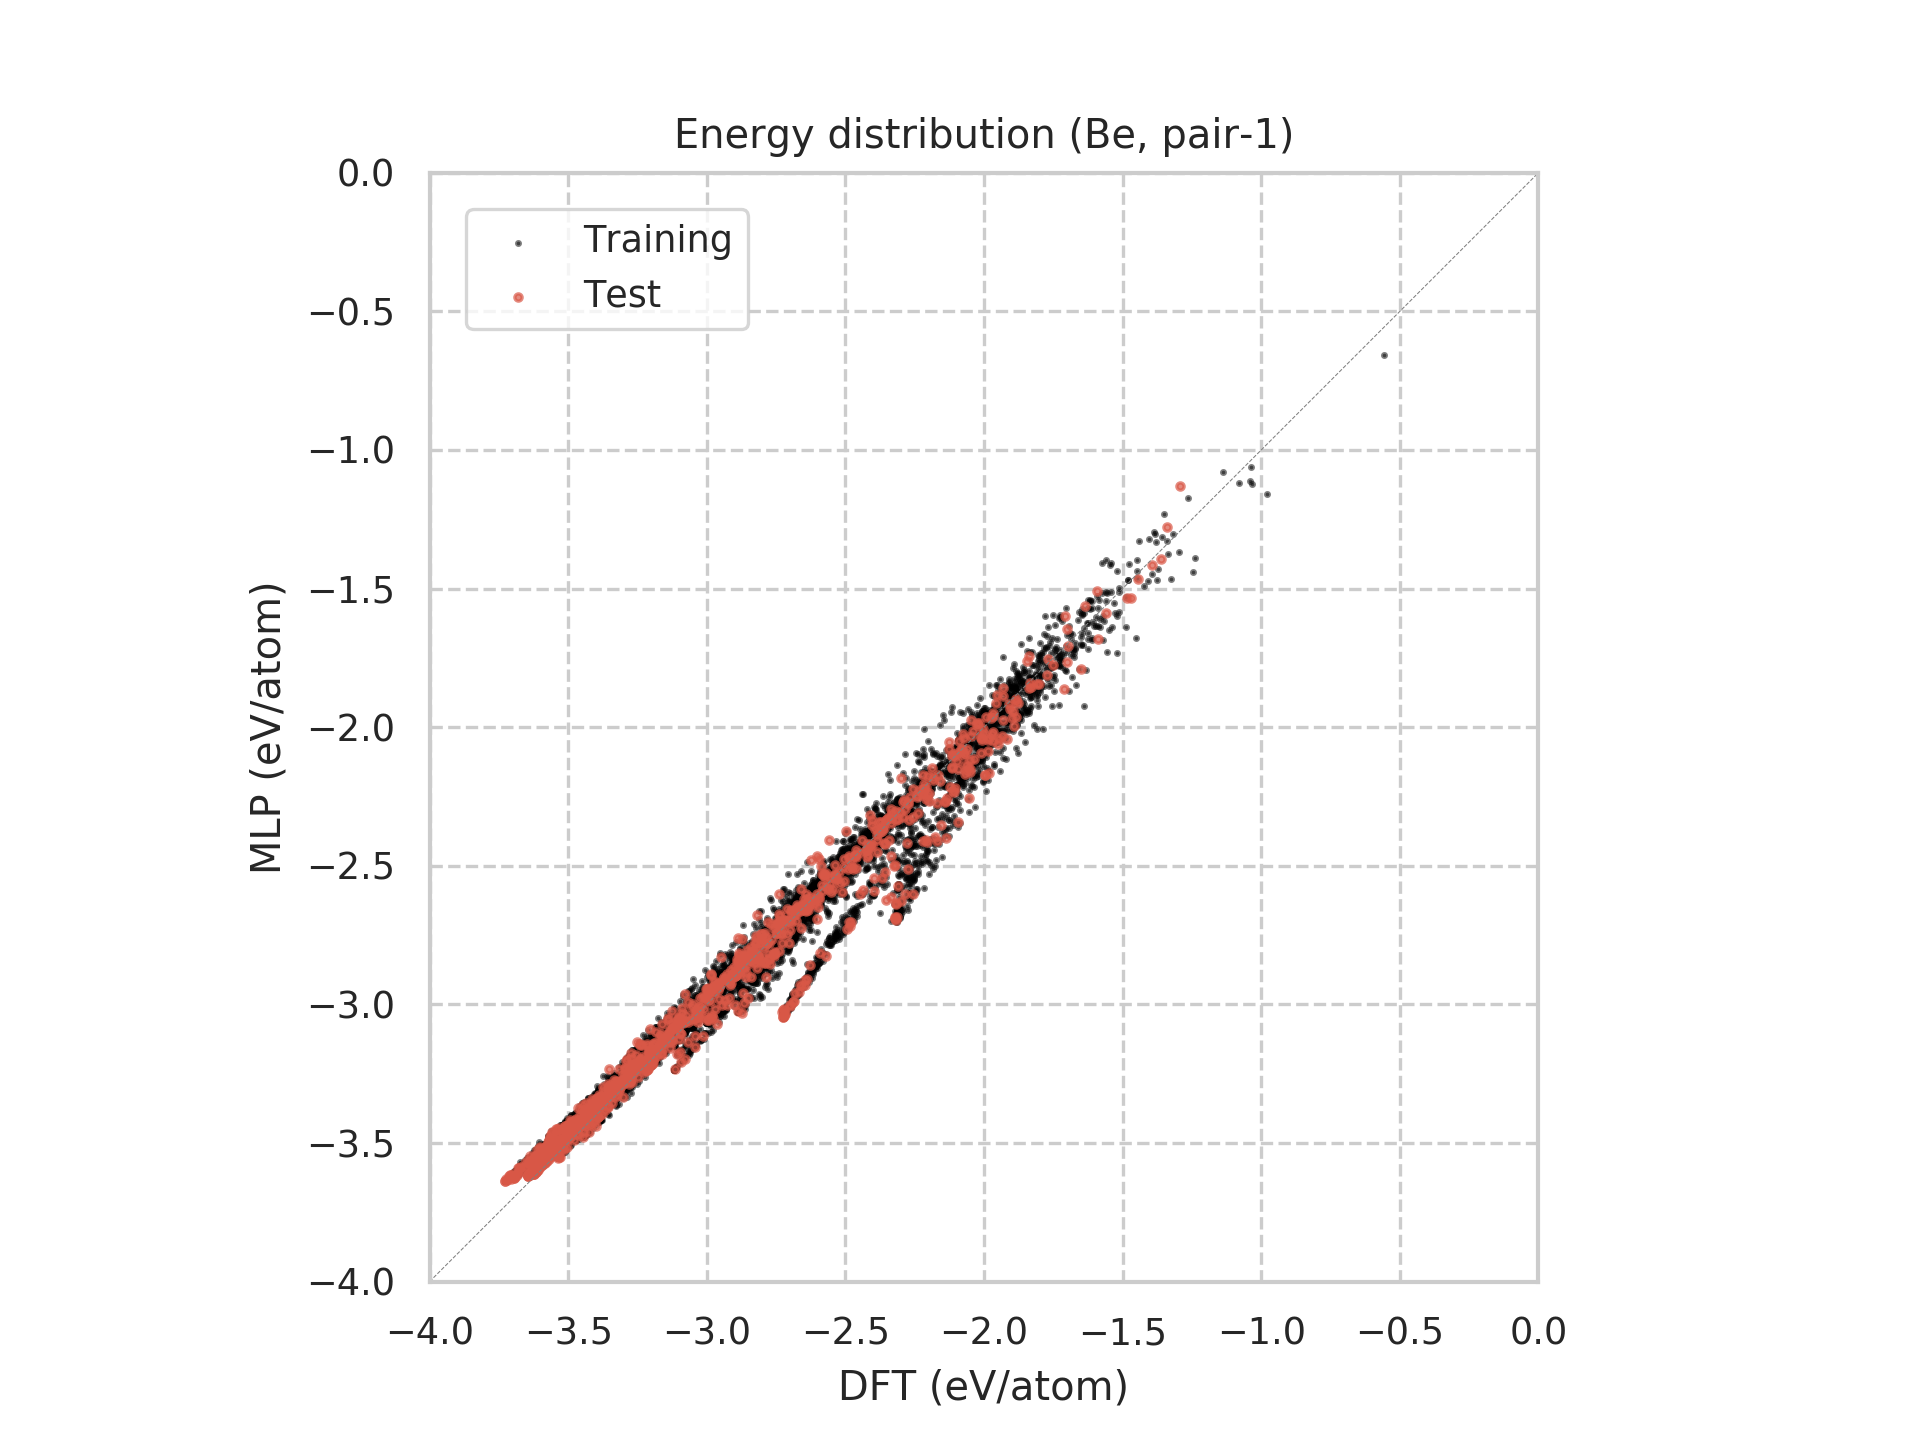 Energy distribution (Be, pair-1)
0.0
−0.5
−1.0
−1.5
−2.0
−2.5
−3.0
−3.5
−4.0
MLP (eV/atom)
Training
Test
−4.0 −3.5 −3.0 −2.5 −2.0 −1.5 −1.0 −0.5 0.0
DFT (eV/atom)